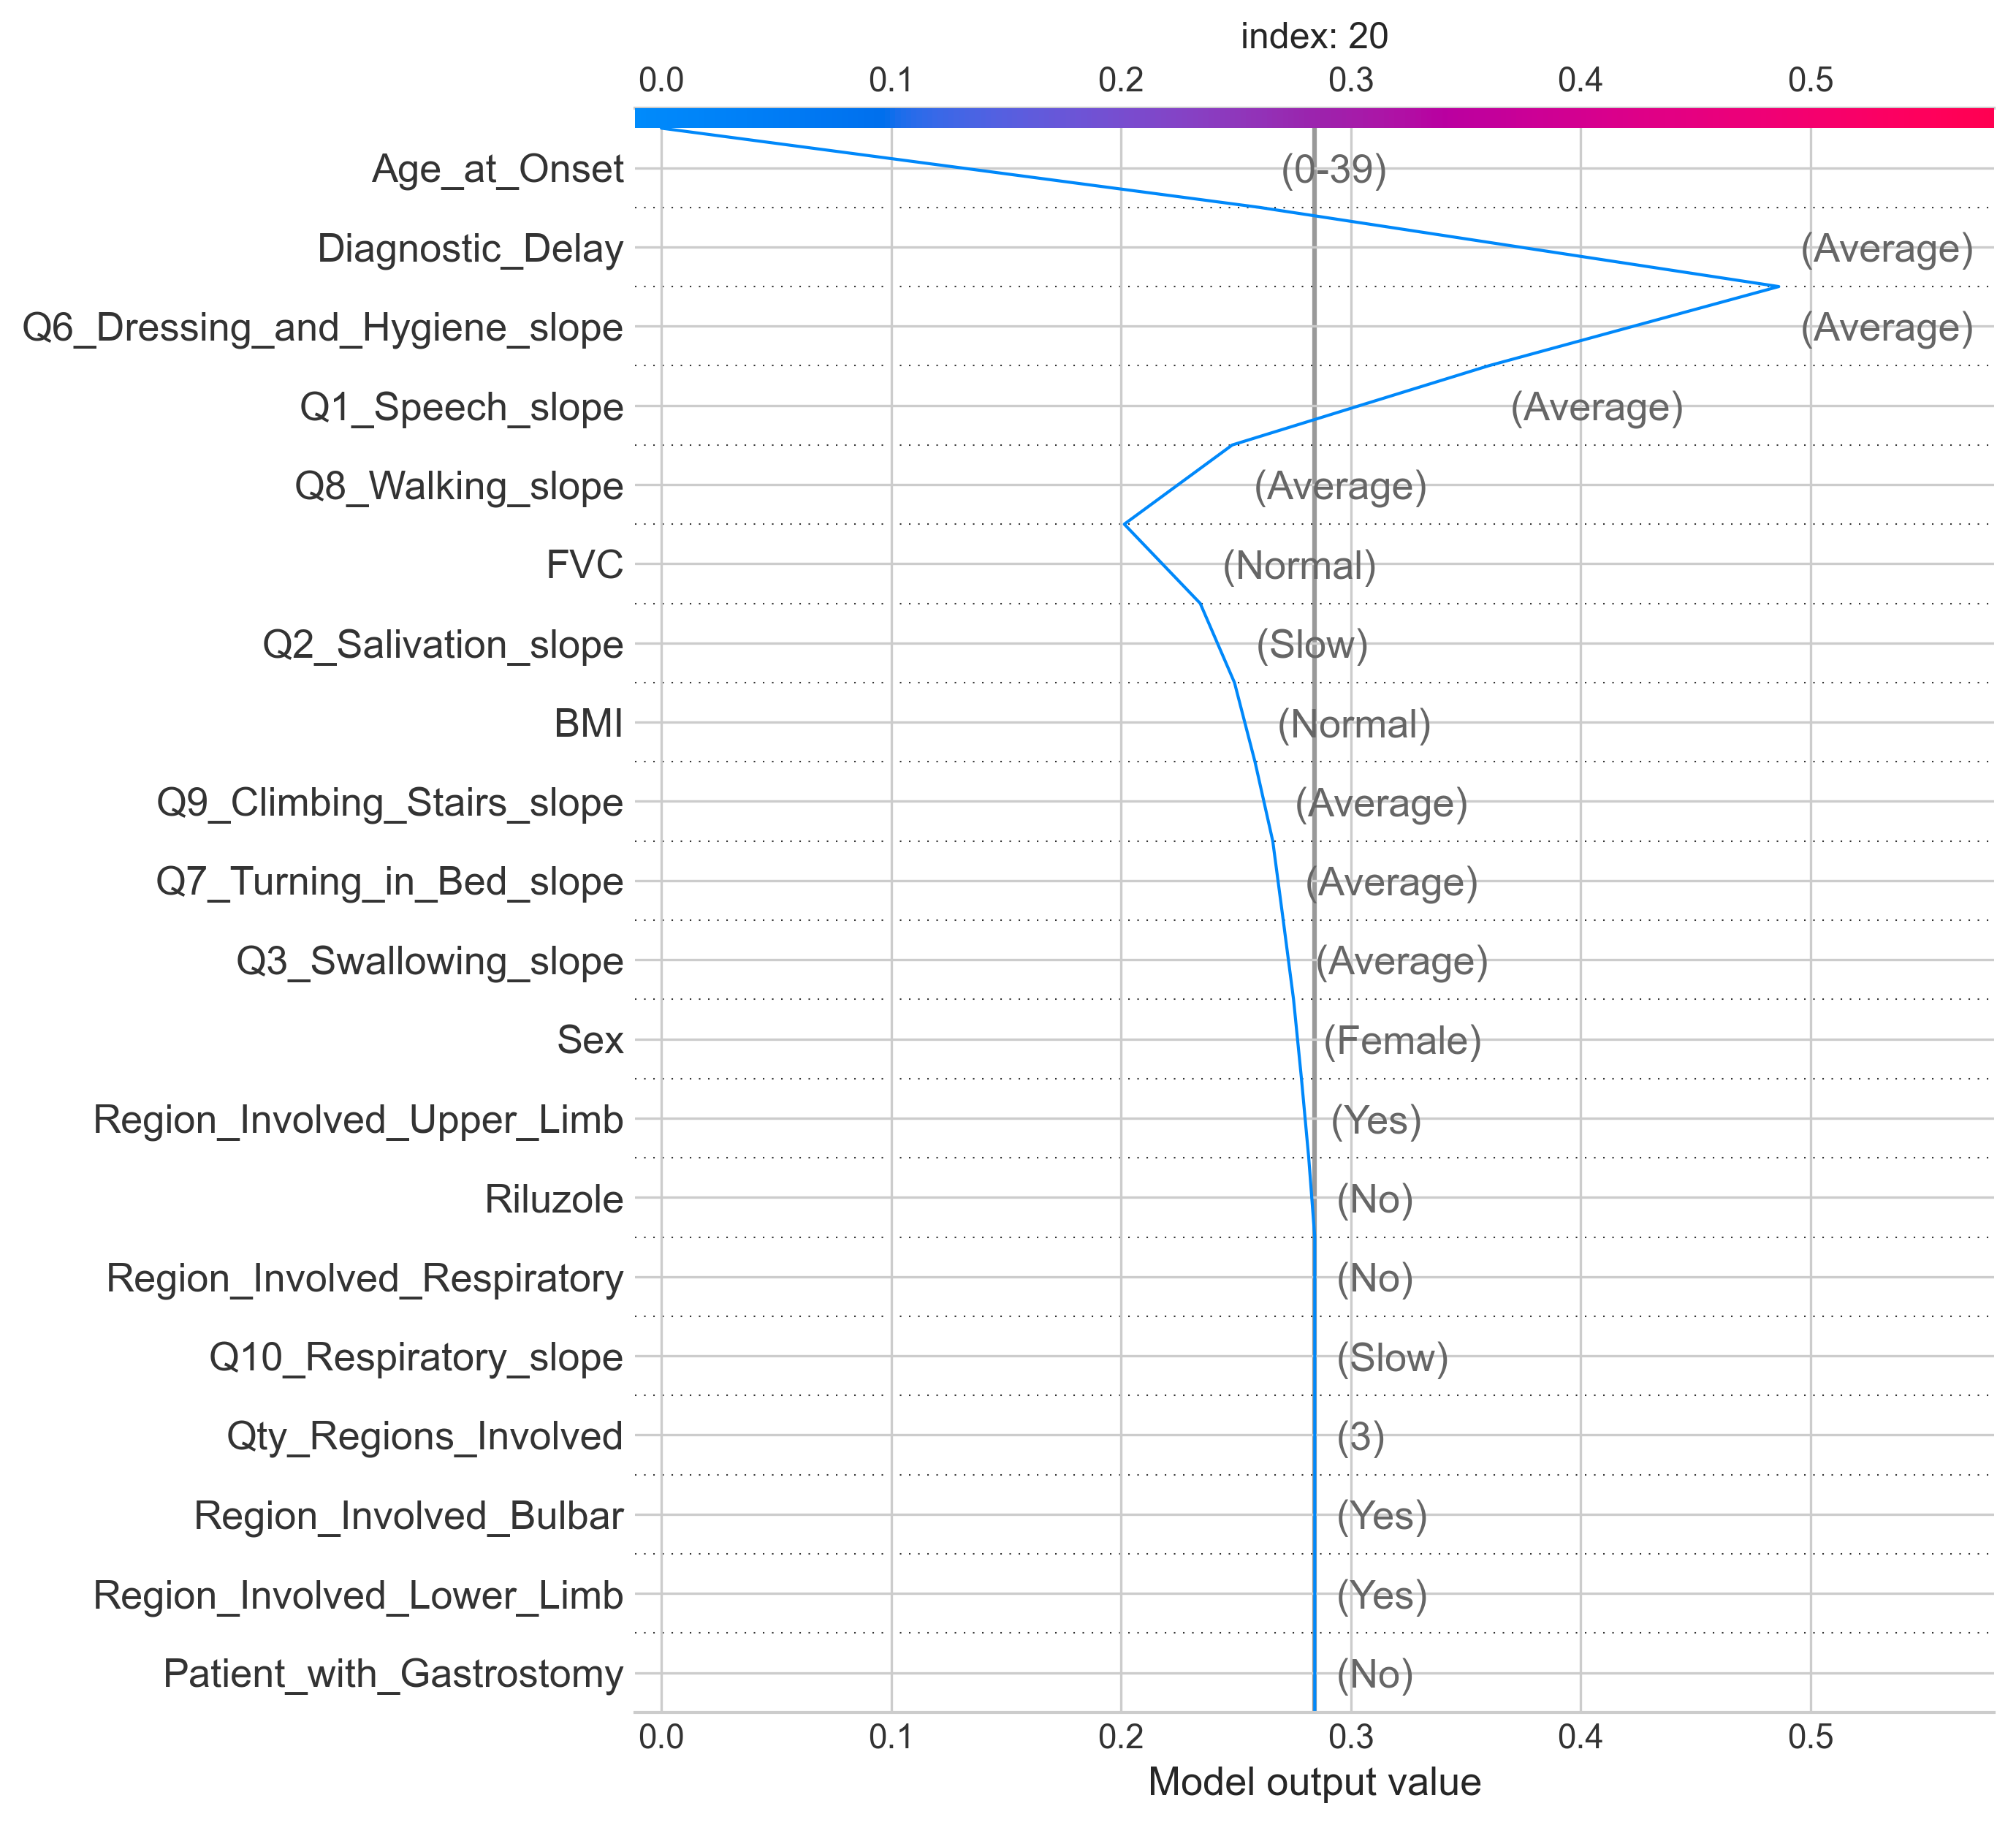 index: 20
0.0 0.1 0.2 0.3 0.4 0.5
Age_at_Onset (0-39)
Diagnostic_Delay (Average)
Q6_Dressing_and_Hygiene_slope (Average)
Q1_Speech_slope (Average)
Q8_Walking_slope (Average)
FVC (Normal)
Q2_Salivation_slope (Slow)
BMI (Normal)
Q9_Climbing_Stairs_slope (Average)
Q7_Turning_in_Bed_slope (Average)
Q3_Swallowing_slope (Average)
Sex (Female)
Region_Involved_Upper_Limb (Yes)
Riluzole (No)
Region_Involved_Respiratory (No)
Q10_Respiratory_slope (Slow)
Qty_Regions_Involved (3)
Region_Involved_Bulbar (Yes)
Region_Involved_Lower_Limb (Yes)
Patient_with_Gastrostomy (No)
0.0 0.1 0.2 0.3 0.4 0.5
Model output value